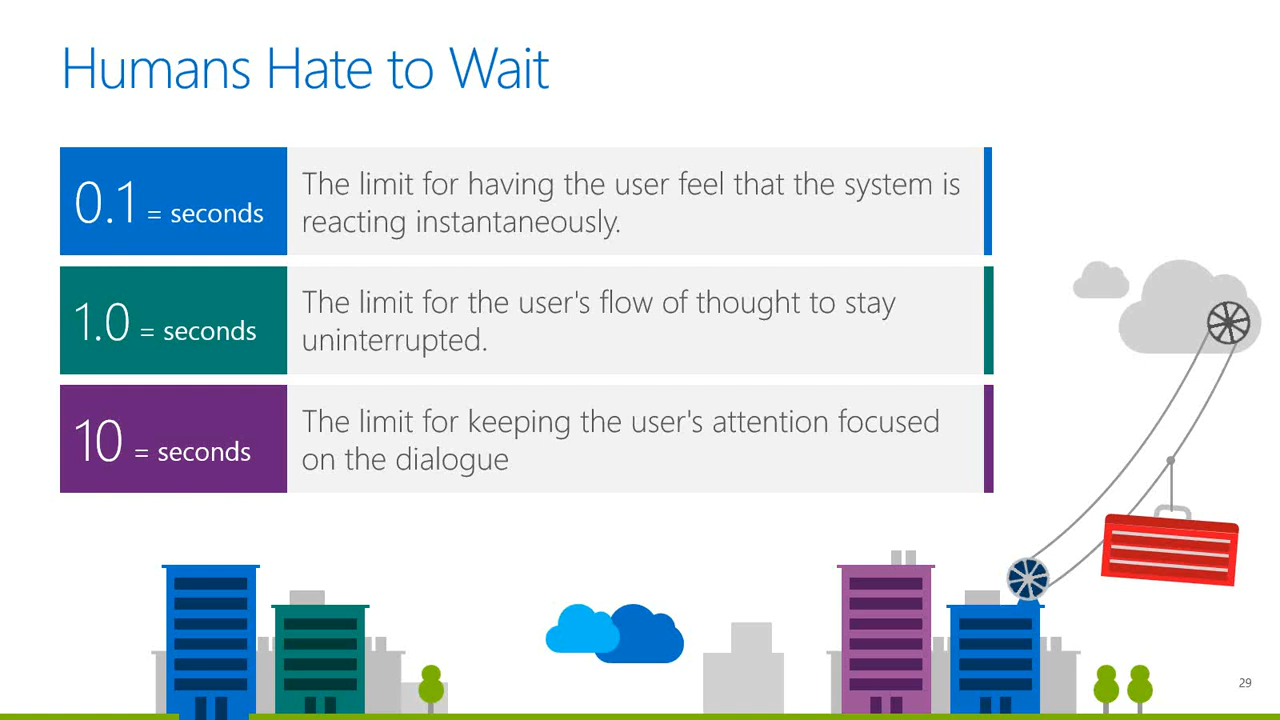 Humans Hate to Wait
0.1 = seconds
The limit for having the user feel that the system is
reacting instantaneously.
1.0 = seconds
The limit for the user's flow of thought to stay
uninterrupted.
10 = seconds
The limit for keeping the user's attention focused
on the dialogue
29